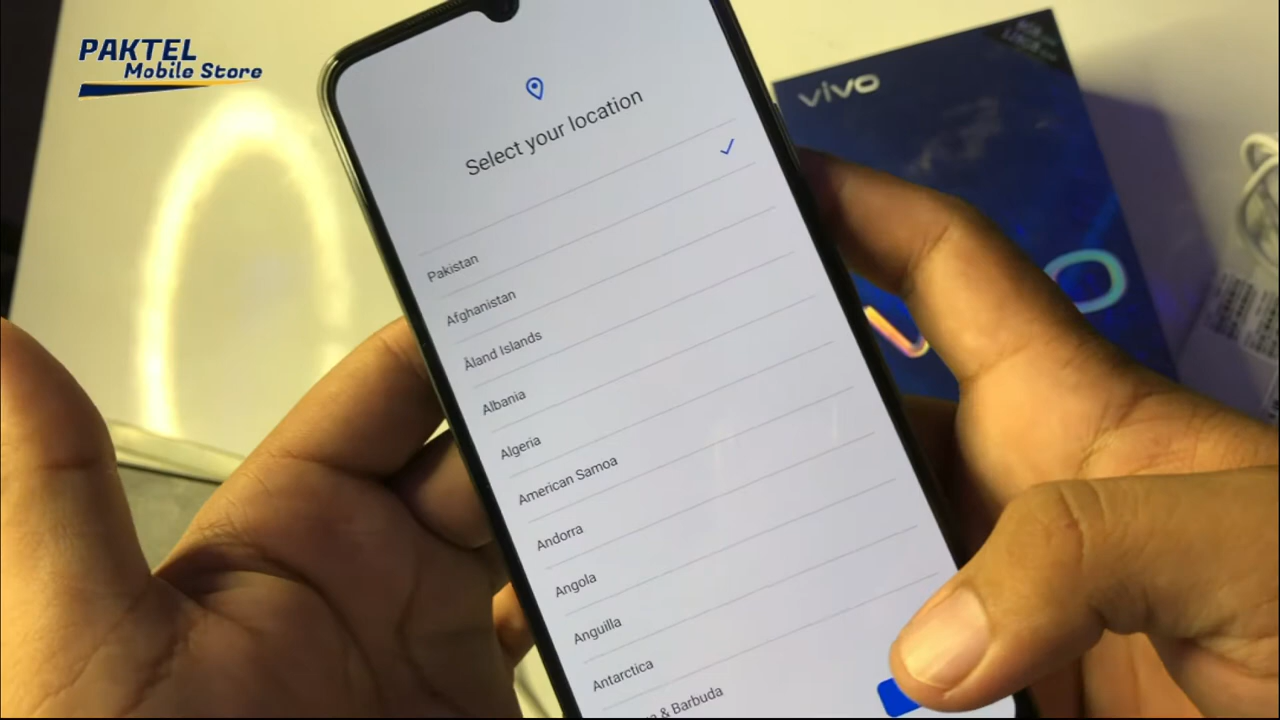 PAKTEL
Mobile Store
vivo
Select your location
Pakistan
Afghanistan
Åland Islands
Albania
Algeria
American Samoa
Andorra
Angola
Anguilla
Antarctica
& Barbuda